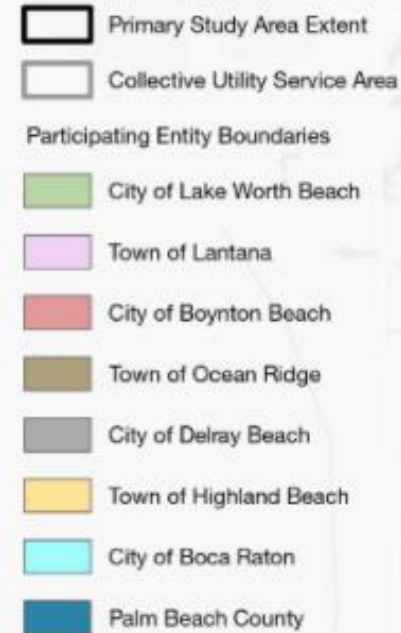 Primary Study Area Extent
Collective Utility Service Area
Participating Entity Boundaries
City of Lake Worth Beach
Town of Lantana
City of Boynton Beach
Town of Ocean Ridge
City of Delray Beach
Town of Highland Beach
City of Boca Raton
Palm Beach County